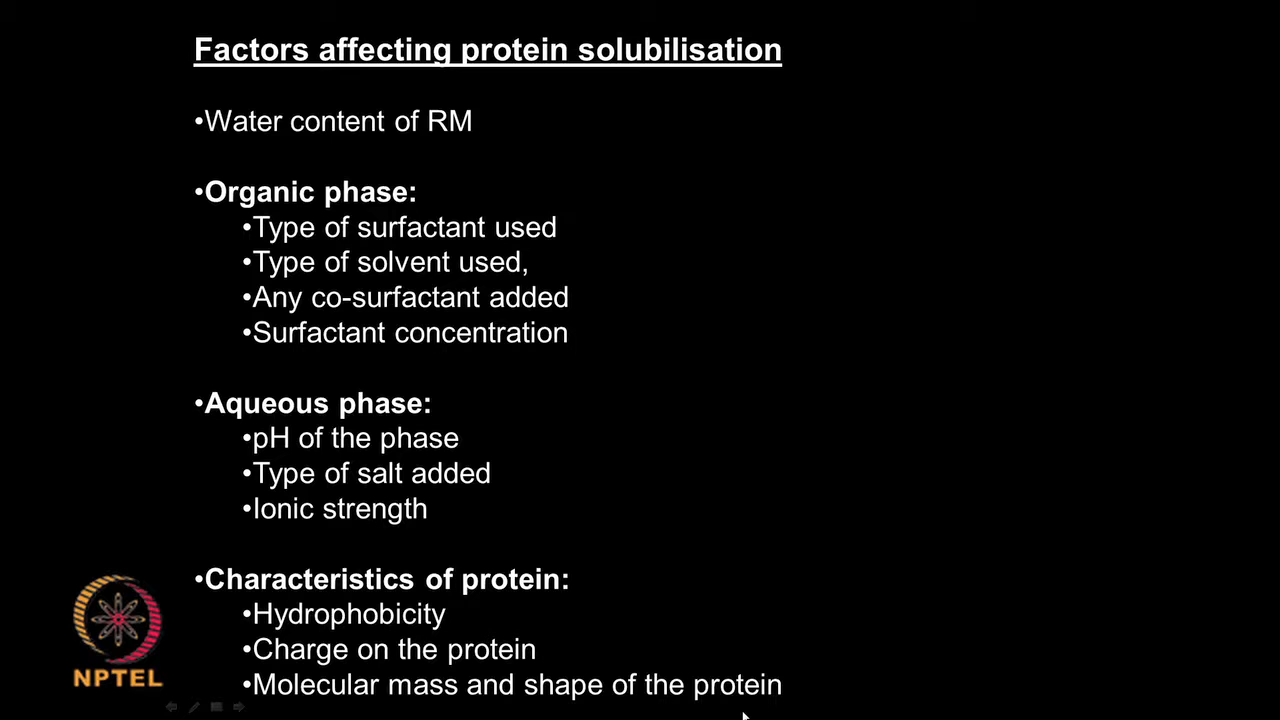 Factors affecting protein solubilisation
•Water content of RM
•Organic phase:
•Type of surfactant used
•Type of solvent used,
•Any co-surfactant added
•Surfactant concentration
•Aqueous phase:
•pH of the phase
•Type of salt added
•Ionic strength
•Characteristics of protein:
•Hydrophobicity
•Charge on the protein
•Molecular mass and shape of the protein
NPTEL